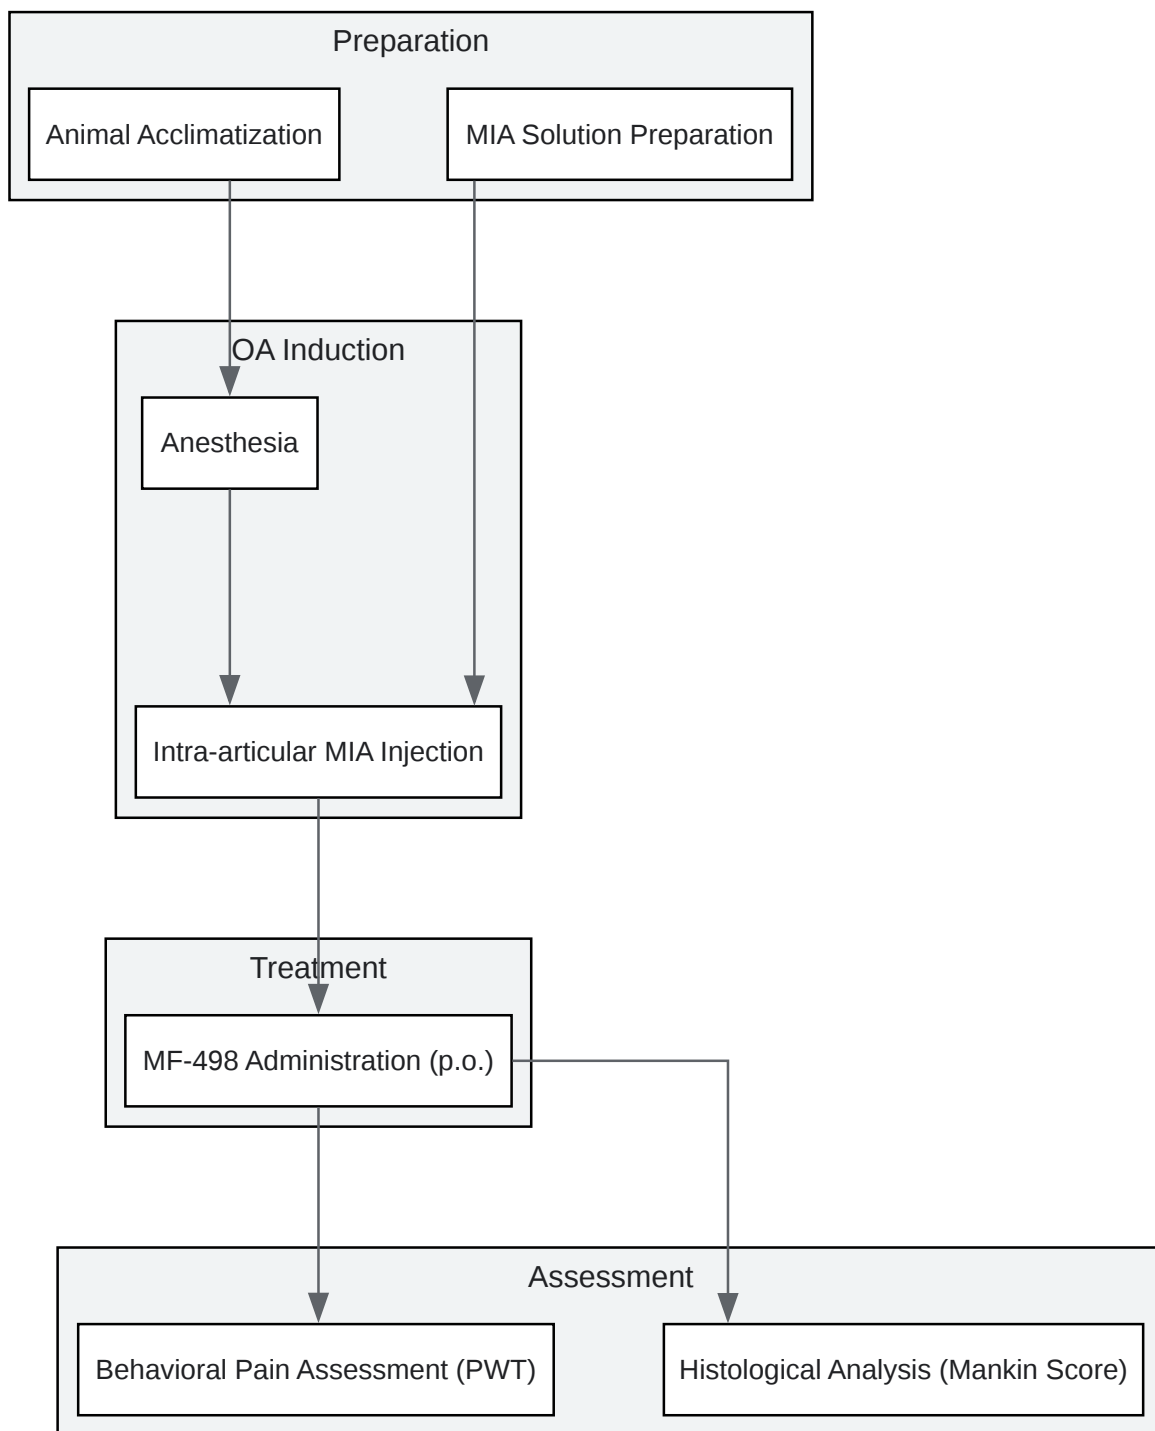 Preparation
Animal Acclimatization
MIA Solution Preparation
OA Induction
Anesthesia
Intra-articular MIA Injection
Treatment
MF-498 Administration (p.o.)
Assessment
Behavioral Pain Assessment (PWT)
Histological Analysis (Mankin Score)